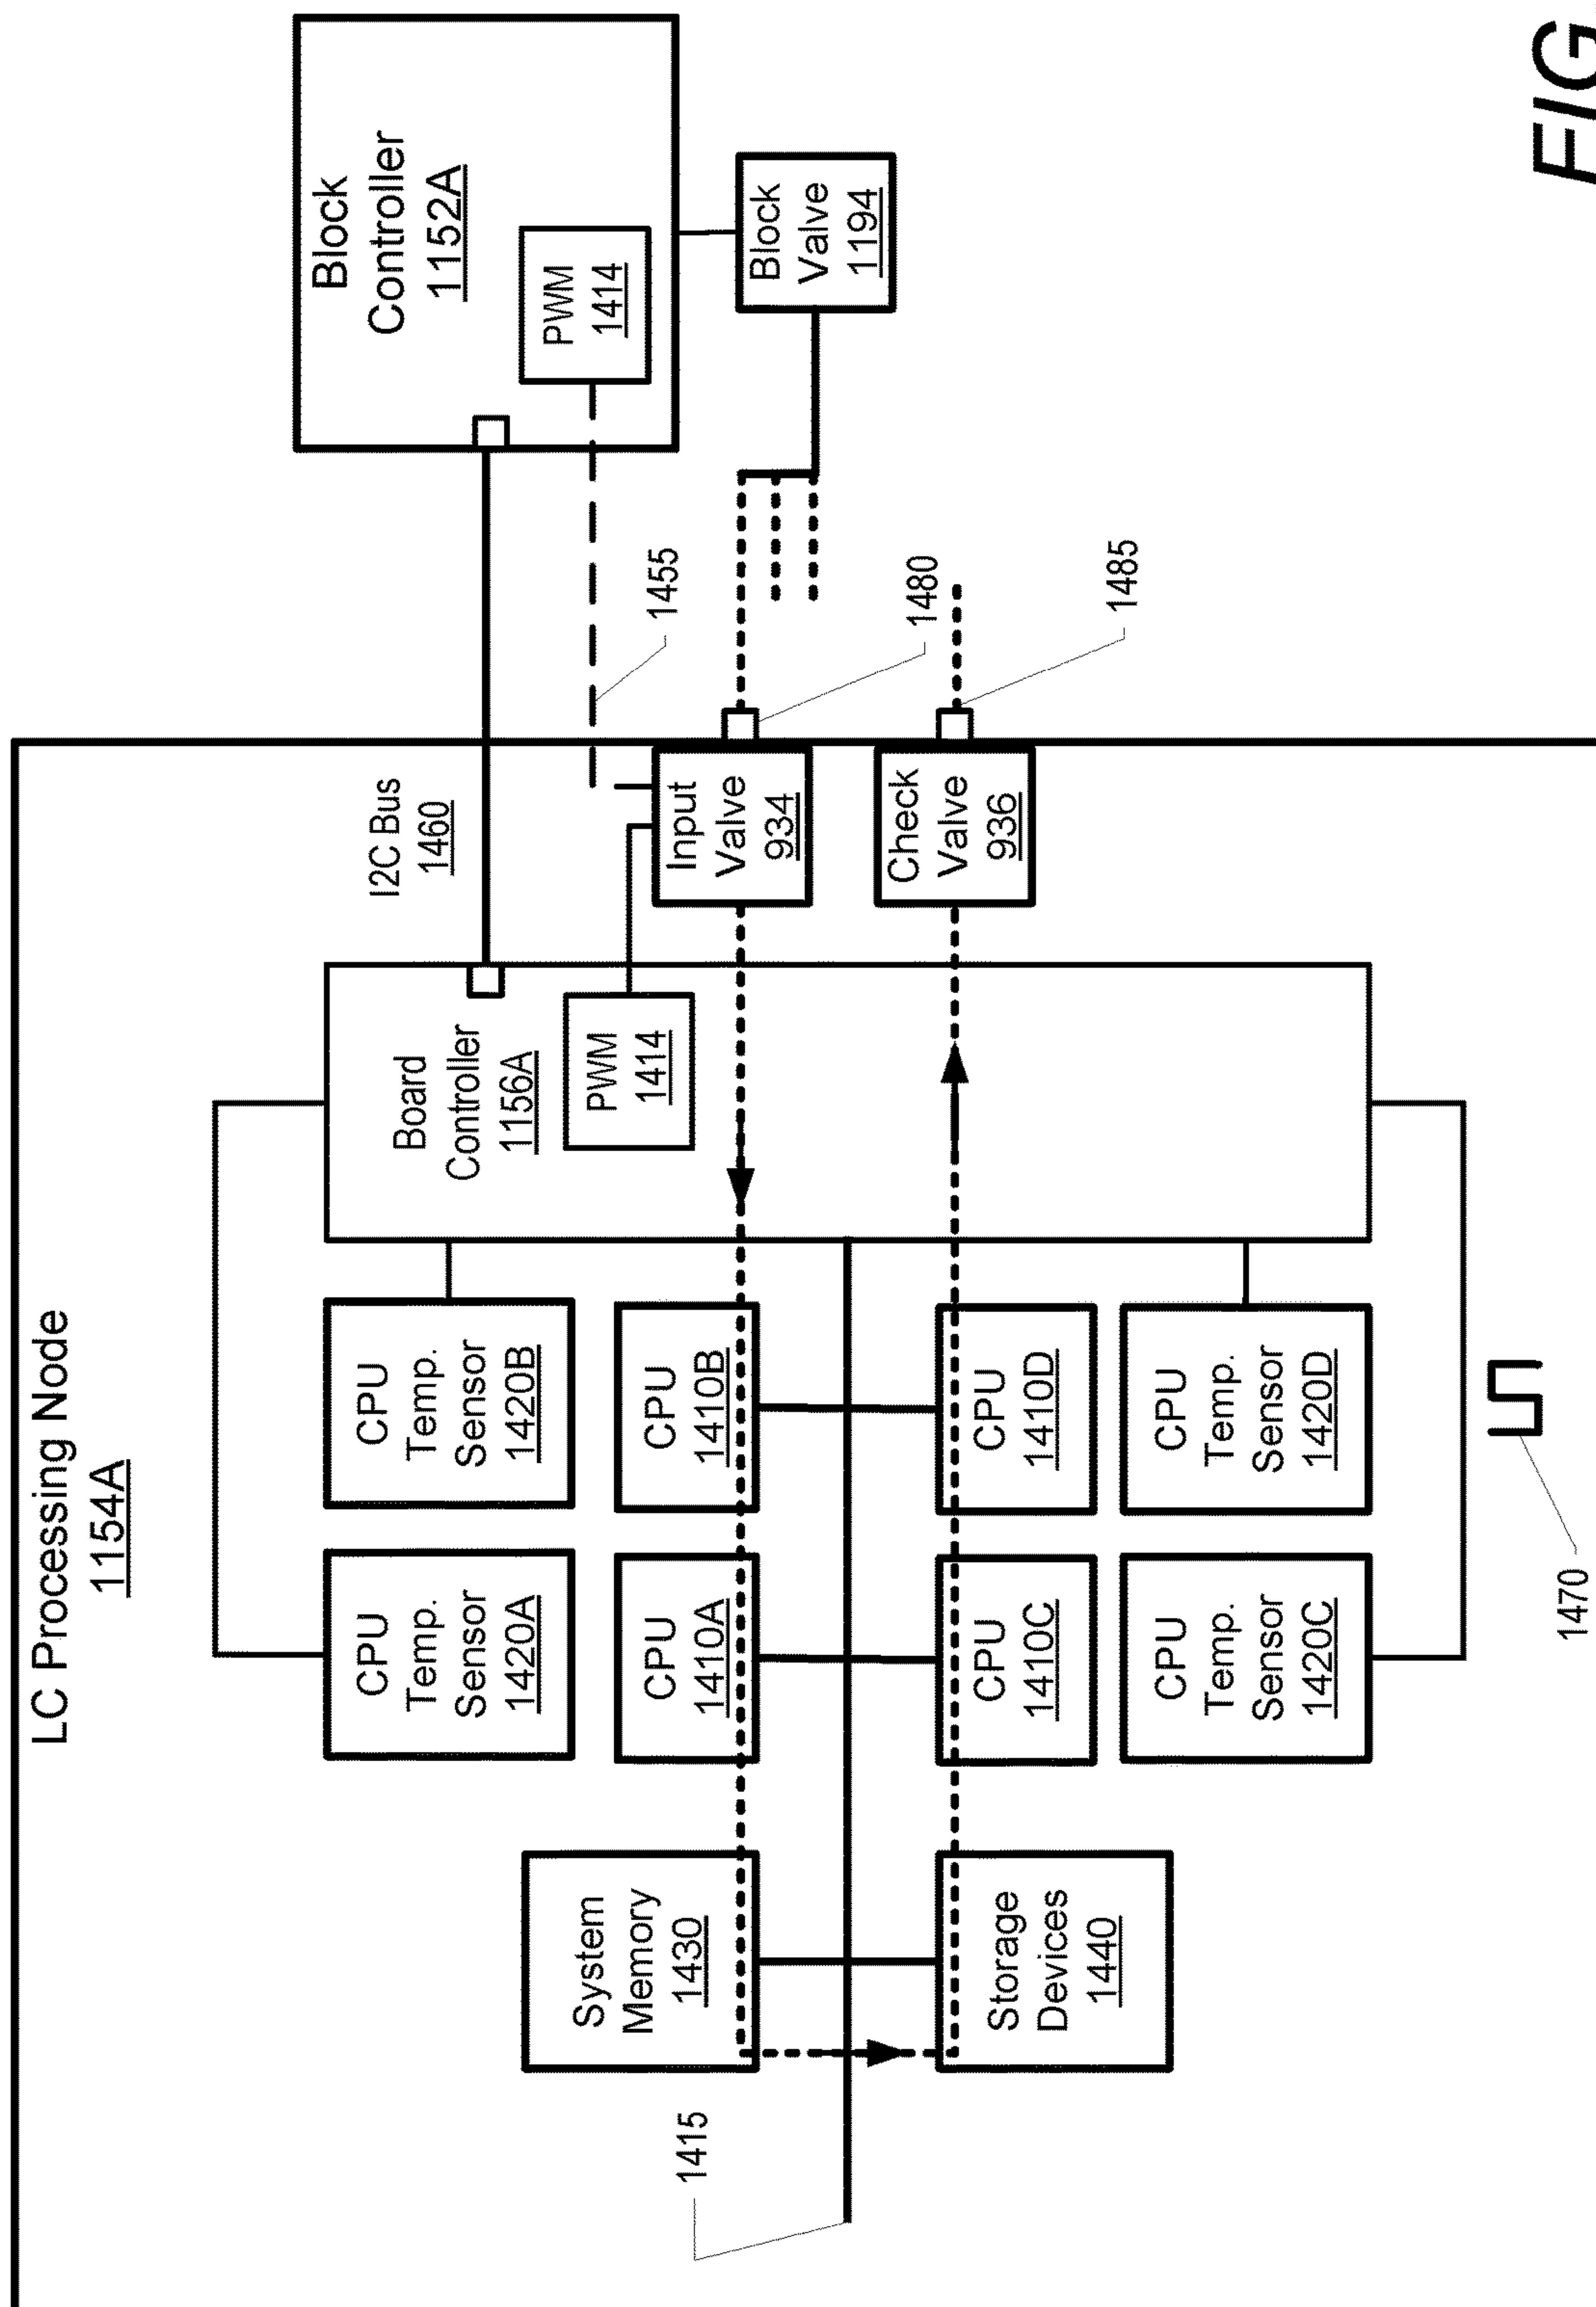 LC Processing Node
1154A
CPU
Temp.
Sensor
1420A
CPU
Temp.
Sensor
1420B
I2C Bus
1460
Block
Controller
1152A
PWM
1414
Board
Controller
1156A
PWM
1414
1455
System
Memory
1430
CPU
1410A
CPU
1410B
Input
Valve
934
1480
Block
Valve
1194
1415
Storage
Devices
1440
CPU
1410C
CPU
1410D
Check
Valve
936
1485
CPU
Temp.
Sensor
1420C
CPU
Temp.
Sensor
1420D
1470
FIG